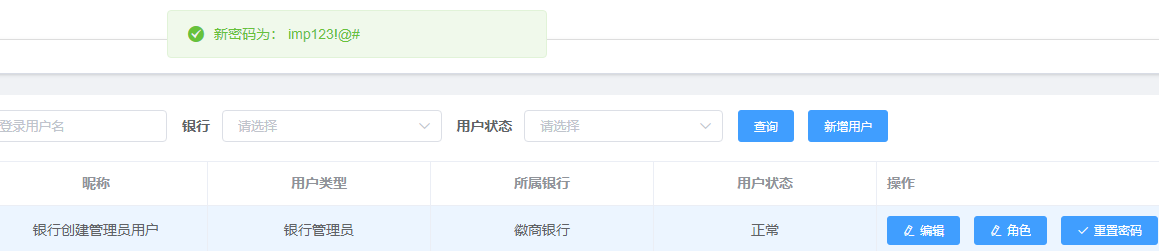 新密码为： imp123!@#
登录用户名 银行 请选择 用户状态 请选择 查询 新增用户
昵称 用户类型 所属银行 用户状态 操作
银行创建管理员用户 银行管理员 徽商银行 正常 编辑 角色 重置密码